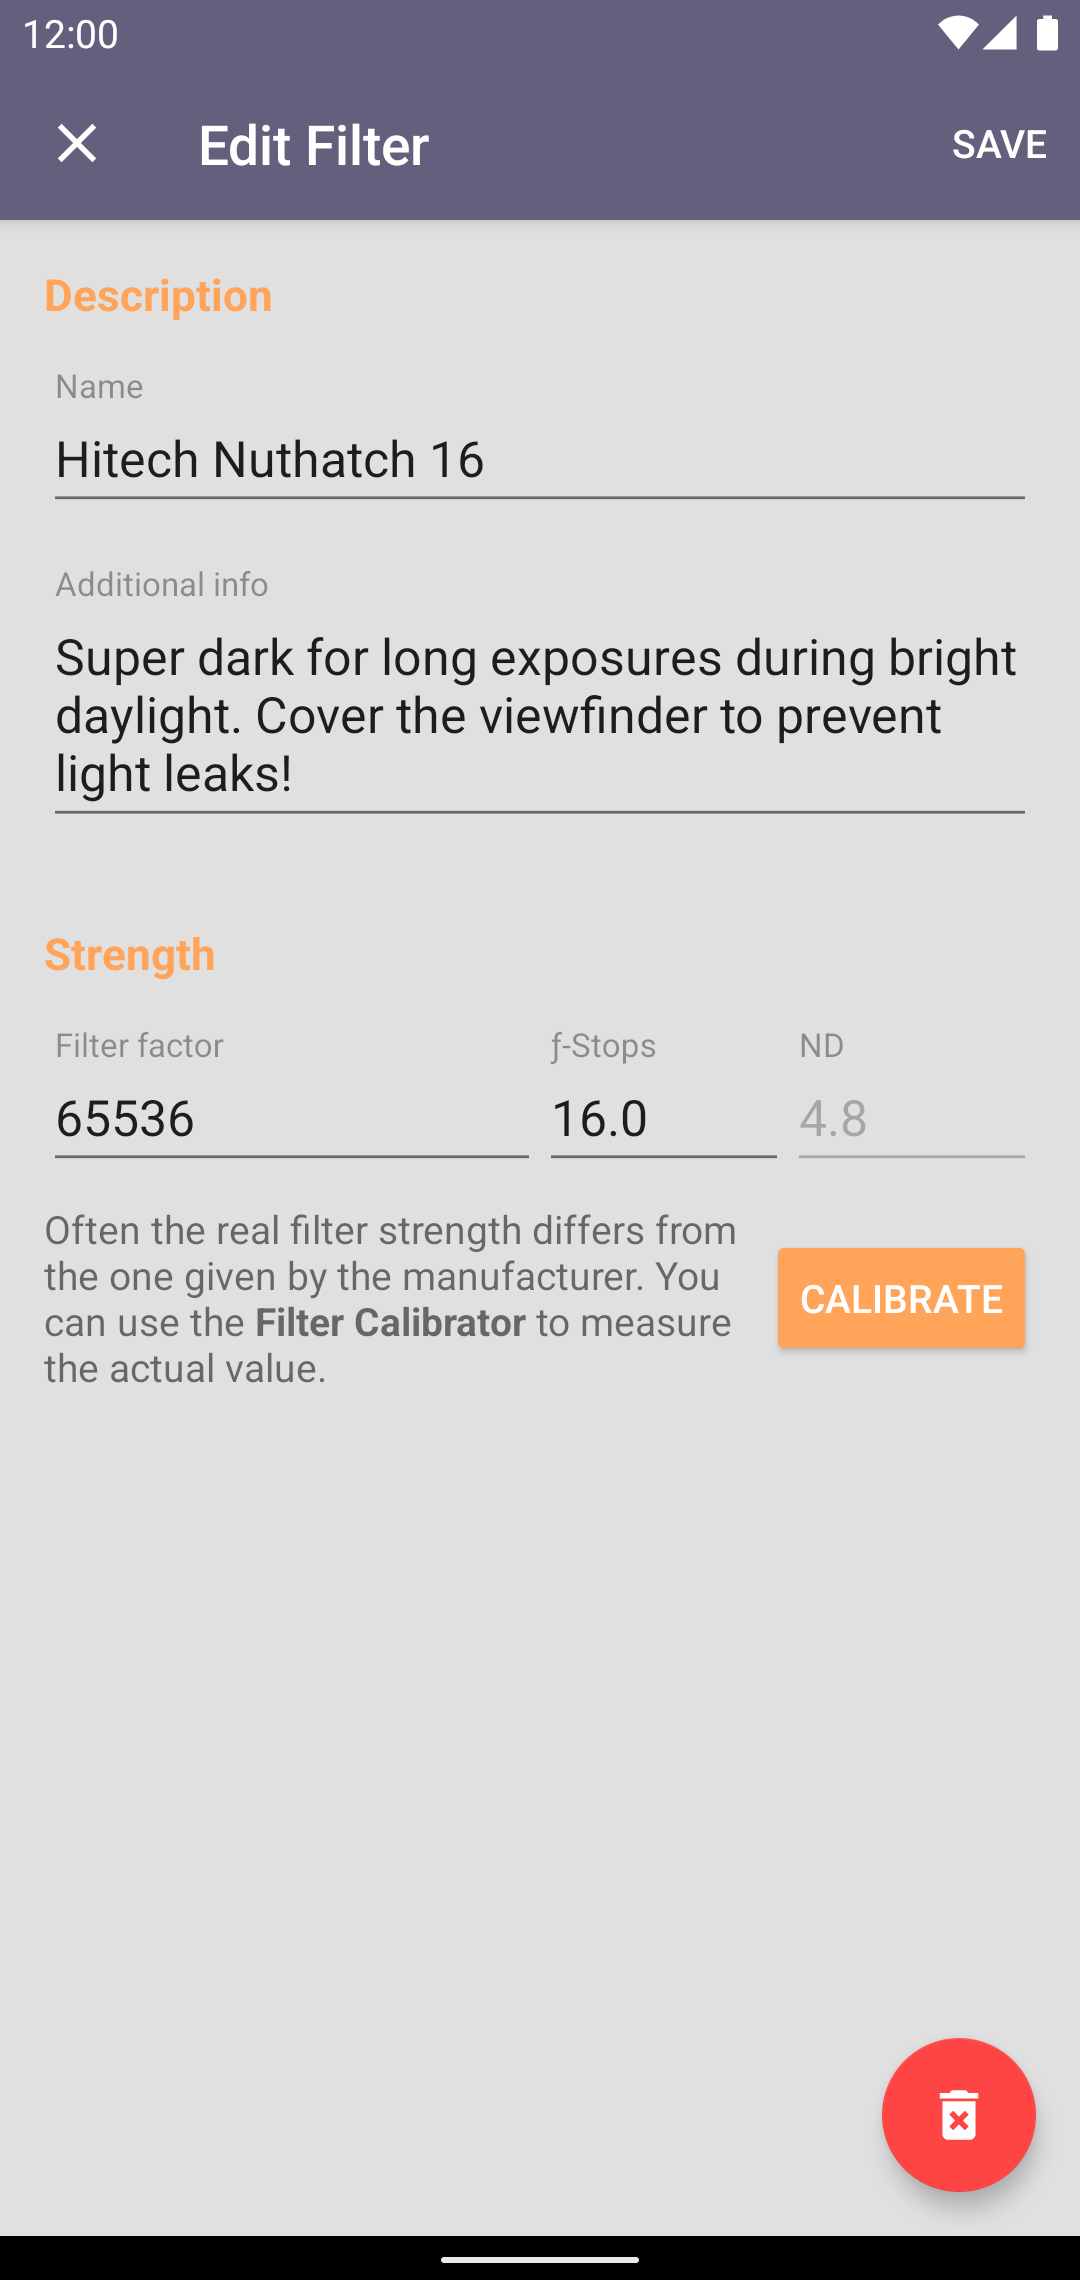 12:00
Edit Filter
SAVE
Description
Name
Hitech Nuthatch 16
Additional info
Super dark for long exposures during bright
daylight. Cover the viewfinder to prevent
light leaks!
Strength
Filter factor
ƒ-Stops
ND
65536
16.0
4.8
Often the real filter strength differs from
the one given by the manufacturer. You
can use the Filter Calibrator to measure
the actual value.
CALIBRATE